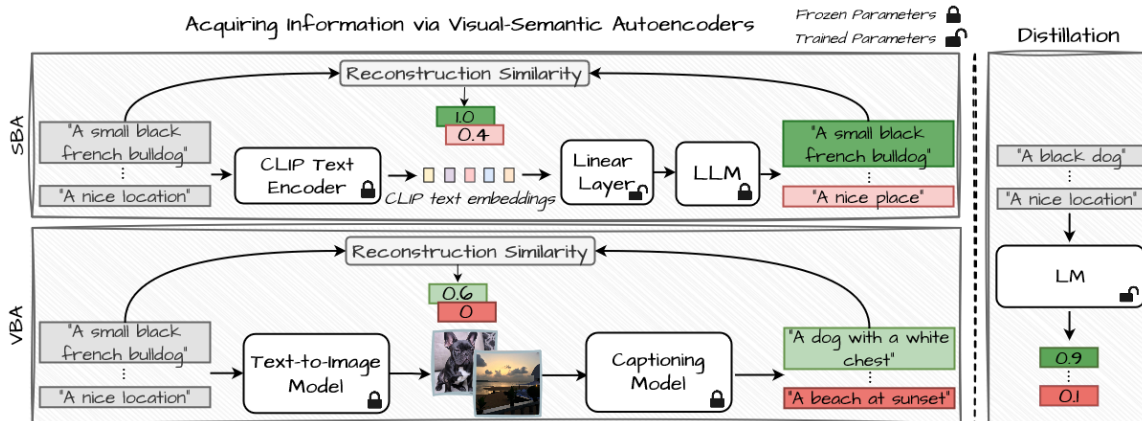 Acquiring Information via Visual-Semantic Autoencoders
Frozen Parameters
Trained Parameters
Distillation
SBA
Reconstruction Similarity
1.0
0.4
"A small black
french bulldog"
"A nice location"
CLIP Text
Encoder
CLIP text embeddings
Linear
Layer
LLM
"A small black
french bulldog"
"A nice place"
VBA
Reconstruction Similarity
0.6
0
"A small black
french bulldog"
"A nice location"
Text-to-Image
Model
Captioning
Model
"A dog with a white
chest"
"A beach at sunset"
"A black dog"
"A nice location"
LM
0.9
0.1